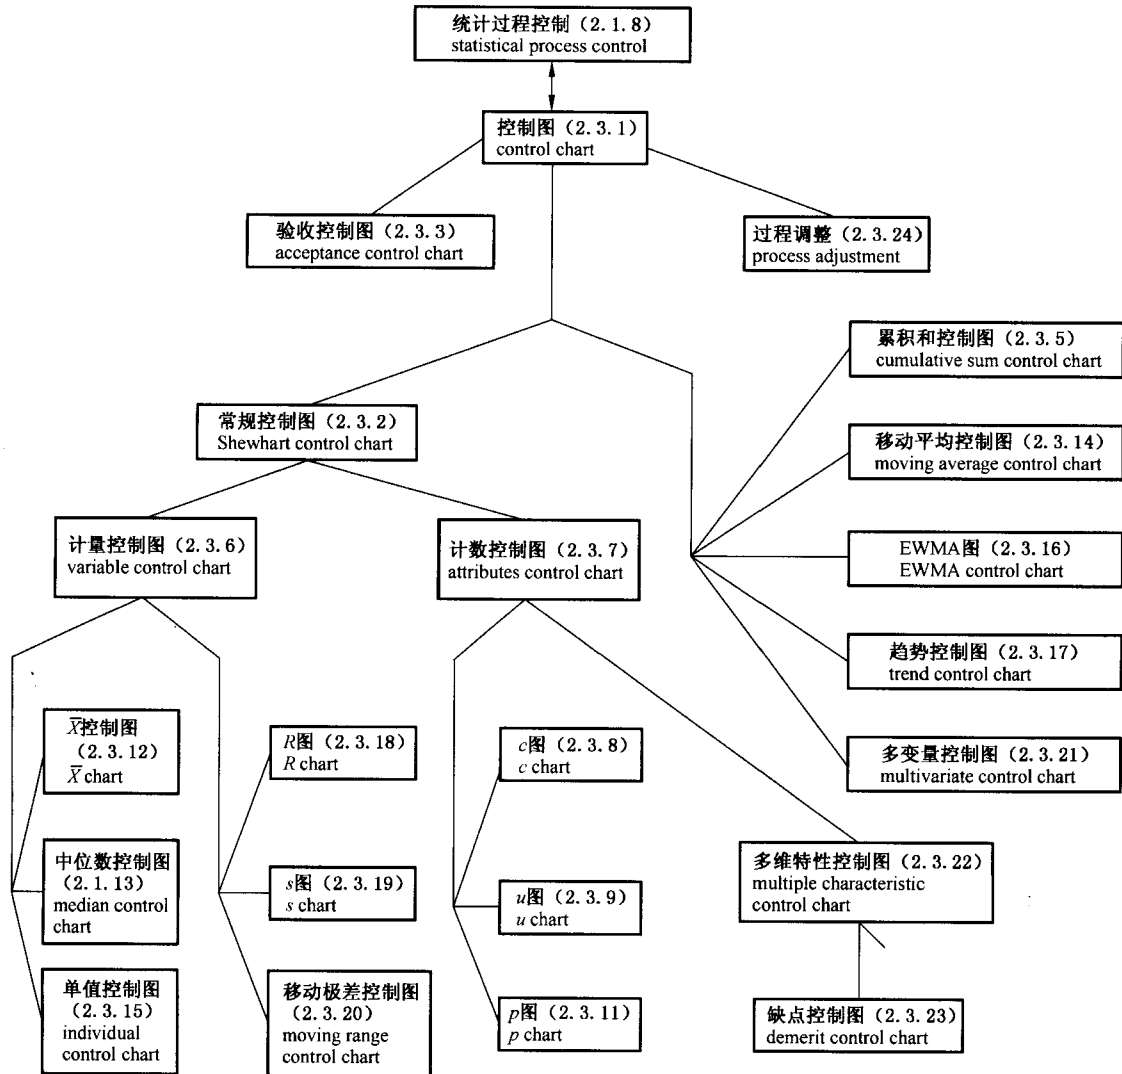 统计过程控制（2.1.8）
statistical process control
控制图（2.3.1）
control chart
验收控制图（2.3.3）
acceptance control chart
过程调整（2.3.24）
process adjustment
累积和控制图（2.3.5）
cumulative sum control chart
常规控制图（2.3.2）
Shewhart control chart
移动平均控制图（2.3.14）
moving average control chart
计量控制图（2.3.6）
variable control chart
计数控制图（2.3.7）
attributes control chart
EWMA图（2.3.16）
EWMA control chart
趋势控制图（2.3.17）
trend control chart
X̅控制图
（2.3.12）
X̅ chart
R图（2.3.18）
R chart
c图（2.3.8）
c chart
多变量控制图（2.3.21）
multivariate control chart
中位数控制图
（2.1.13）
median control
chart
s图（2.3.19）
s chart
u图（2.3.9）
u chart
多维特性控制图（2.3.22）
multiple characteristic
control chart
单值控制图
（2.3.15）
individual
control chart
移动极差控制图
（2.3.20）
moving range
control chart
p图（2.3.11）
p chart
缺点控制图（2.3.23）
demerit control chart